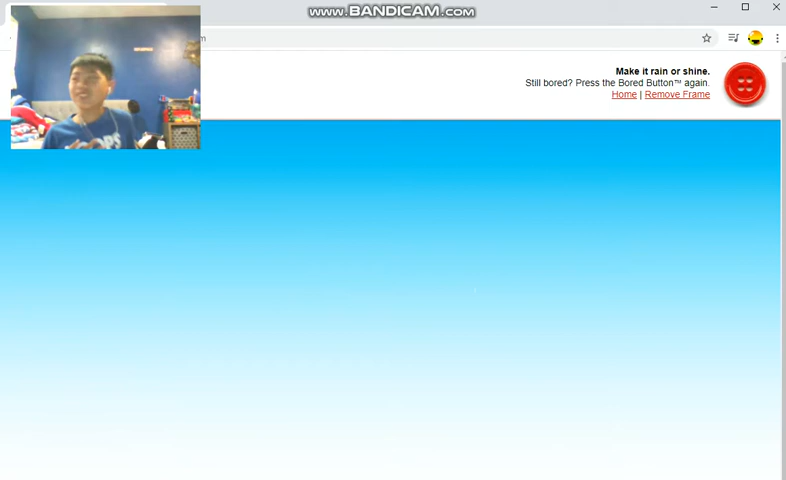 www.BANDICAM.com
Make it rain or shine.
Still bored? Press the Bored Button™ again.
Home | Remove Frame